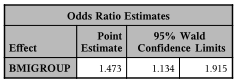 Odds Ratio Estimates
Effect Point Estimate 95% Wald Confidence Limits
BMIGROUP 1.473 1.134 1.915